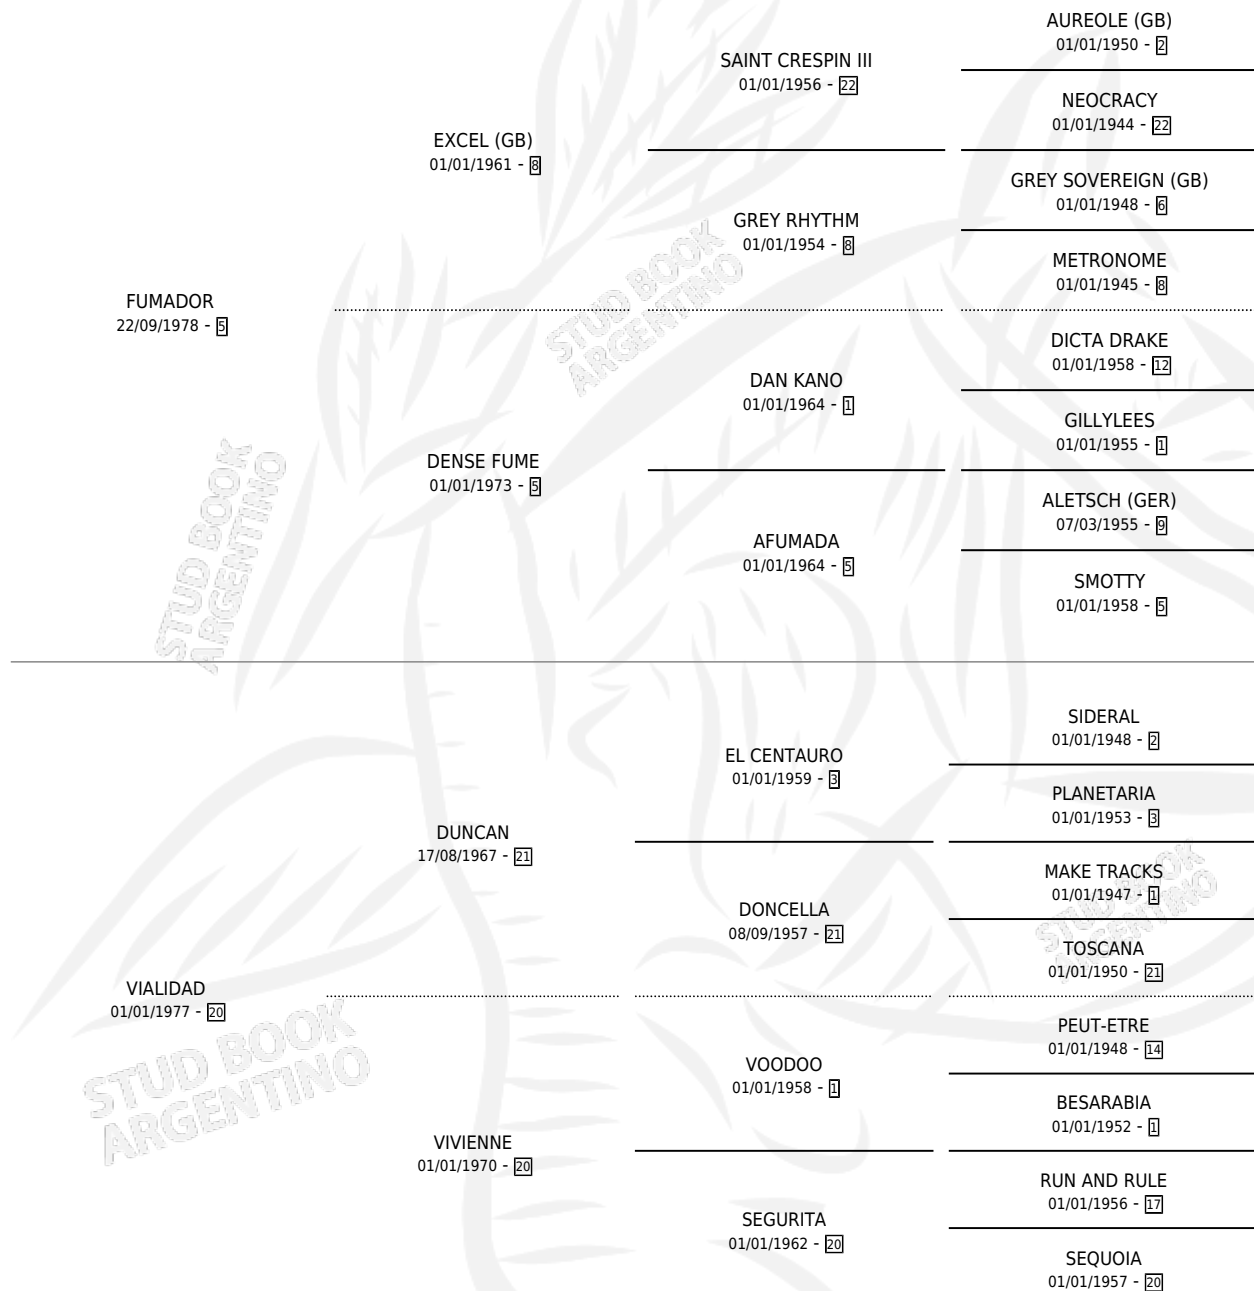 AUREOLE (GB)
01/01/1950 - 2
SAINT CRESPIN III
01/01/1956 - 22
NEOCRACY
01/01/1944 - 22
EXCEL (GB)
01/01/1961 - 8
GREY SOVEREIGN (GB)
01/01/1948 - 6
GREY RHYTHM
01/01/1954 - 8
METRONOME
01/01/1945 - 8
FUMADOR
22/09/1978 - 5
DICTA DRAKE
01/01/1958 - 12
DAN KANO
01/01/1964 - 1
GILLYLEES
01/01/1955 - 1
DENSE FUME
01/01/1973 - 5
ALETSCH (GER)
07/03/1955 - 9
AFUMADA
01/01/1964 - 5
SMOTTY
01/01/1958 - 5
SIDERAL
01/01/1948 - 2
EL CENTAURO
01/01/1959 - 3
PLANETARIA
01/01/1953 - 3
DUNCAN
17/08/1967 - 21
MAKE TRACKS
01/01/1947 - 1
DONCELLA
08/09/1957 - 21
TOSCANA
01/01/1950 - 21
VIALIDAD
01/01/1977 - 20
PEUT-ETRE
01/01/1948 - 14
VOODOO
01/01/1958 - 1
BESARABIA
01/01/1952 - 1
VIVIENNE
01/01/1970 - 20
RUN AND RULE
01/01/1956 - 17
SEGURITA
01/01/1962 - 20
SEQUOIA
01/01/1957 - 20
STUD BOOK
ARGENTINO
STUD BOOK
ARGENTINO
STUD BOOK
ARGENTINO
STUD BOOK
ARGENTINO